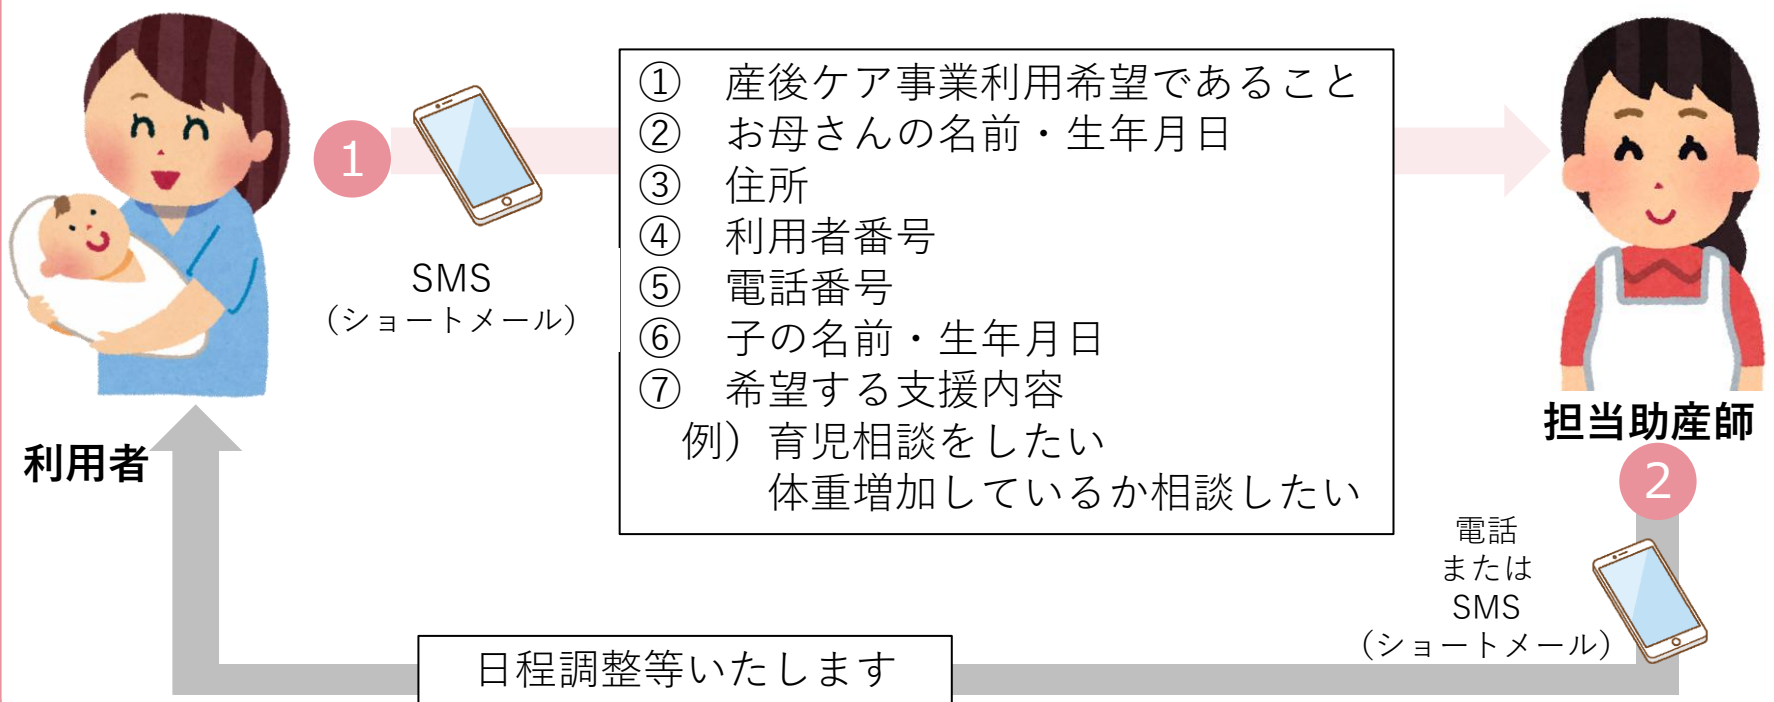 1
SMS
（ショートメール）
① 産後ケア事業利用希望であること
② お母さんの名前・生年月日
③ 住所
④ 利用者番号
⑤ 電話番号
⑥ 子の名前・生年月日
⑦ 希望する支援内容
例）育児相談をしたい
体重増加しているか相談したい
利用者
担当助産師
2
電話
または
SMS
（ショートメール）
日程調整等いたします